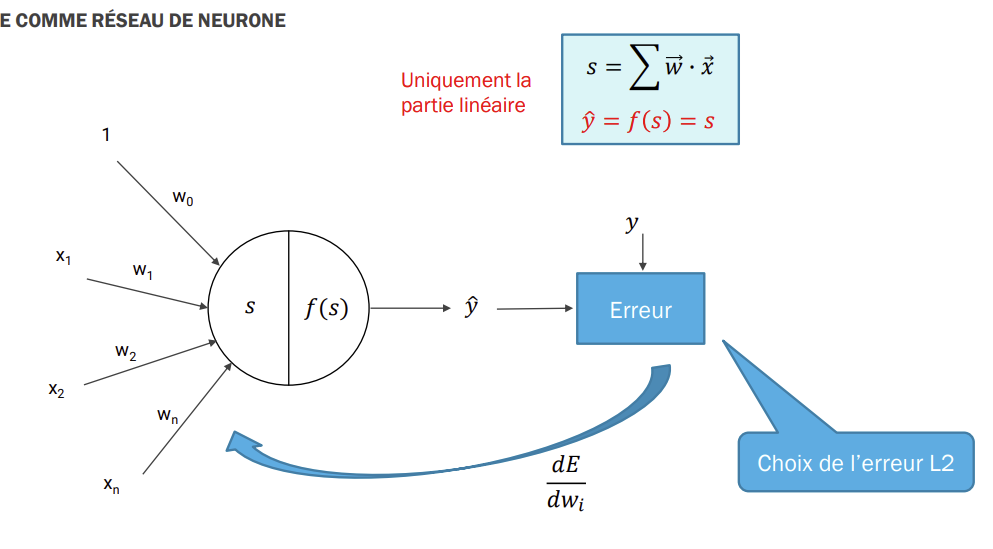 E COMME RÉSEAU DE NEURONE
Uniquement la
partie linéaire
s = ∑ w⃗ · x⃗
ŷ = f(s) = s
1
w₀
x₁
w₁
w₂
x₂
wₙ
xₙ
s
f(s)
ŷ
y
Erreur
dE
dwᵢ
Choix de l'erreur L2